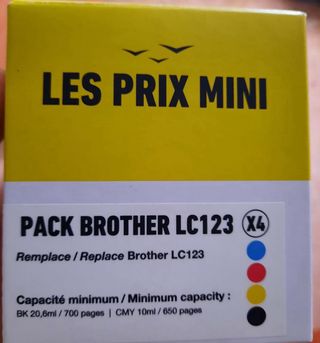 LES PRIX MINI
PACK BROTHER LC123 X4
Remplace / Replace Brother LC123
Capacité minimum / Minimum capacity :
BK 20,6ml / 700 pages | CMY 10ml / 650 pages